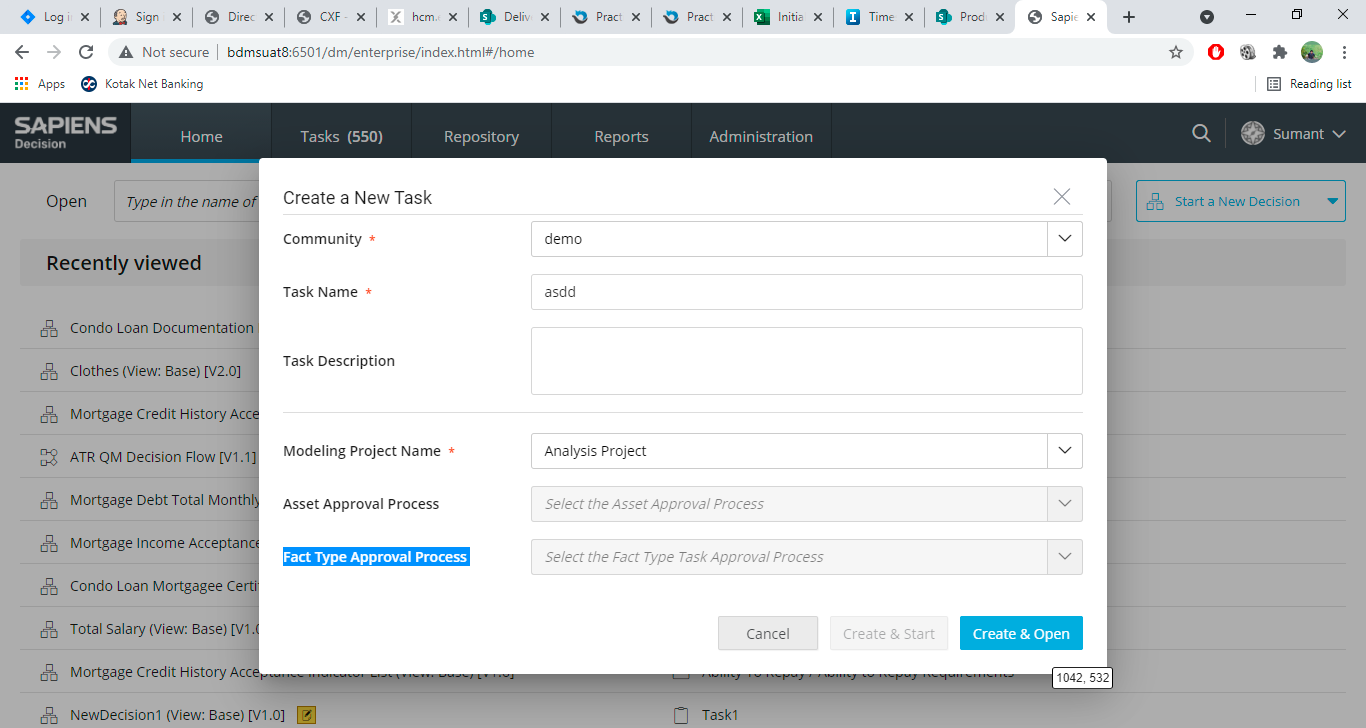 Log i
Sign
Direc
CXF -
hcm.
Deliv
Pract
Pract
Initia
Time
Prod
Sapie
Not secure
bdmsuat8:6501/dm/enterprise/index.html#/home
Apps
Kotak Net Banking
Reading list
SAPIENS
Decision
Home
Tasks (550)
Repository
Reports
Administration
Sumant
Open
Type in the name of
Start a New Decision
Recently viewed
Condo Loan Documentation
Clothes (View: Base) [V2.0]
Mortgage Credit History Acce
ATR QM Decision Flow [V1.1]
Mortgage Debt Total Monthly
Mortgage Income Acceptance
Condo Loan Mortgagee Certi
Total Salary (View: Base) [V1.0
Mortgage Credit History Acceptance Indicator List (View: Base) [V1.0]
Ability To Repay / Ability to Repay Requirements
NewDecision1 (View: Base) [V1.0]
Task1
Create a New Task
Community *
demo
Task Name *
asdd
Task Description
Modeling Project Name *
Analysis Project
Asset Approval Process
Select the Asset Approval Process
Fact Type Approval Process
Select the Fact Type Task Approval Process
Cancel
Create & Start
Create & Open
1042, 532